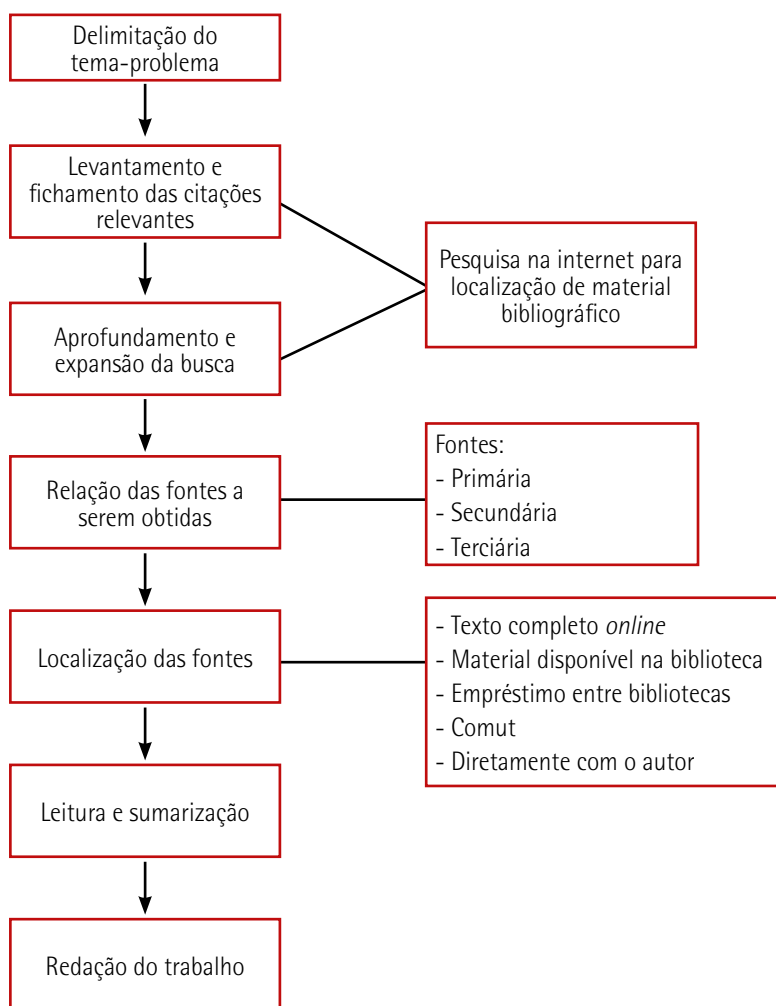 Delimitação do
tema-problema
Levantamento e
fichamento das citações
relevantes
Pesquisa na internet para
localização de material
bibliográfico
Aprofundamento e
expansão da busca
Relação das fontes a
serem obtidas
Fontes:
- Primária
- Secundária
- Terciária
Localização das fontes
- Texto completo online
- Material disponível na biblioteca
- Empréstimo entre bibliotecas
- Comut
- Diretamente com o autor
Leitura e sumarização
Redação do trabalho